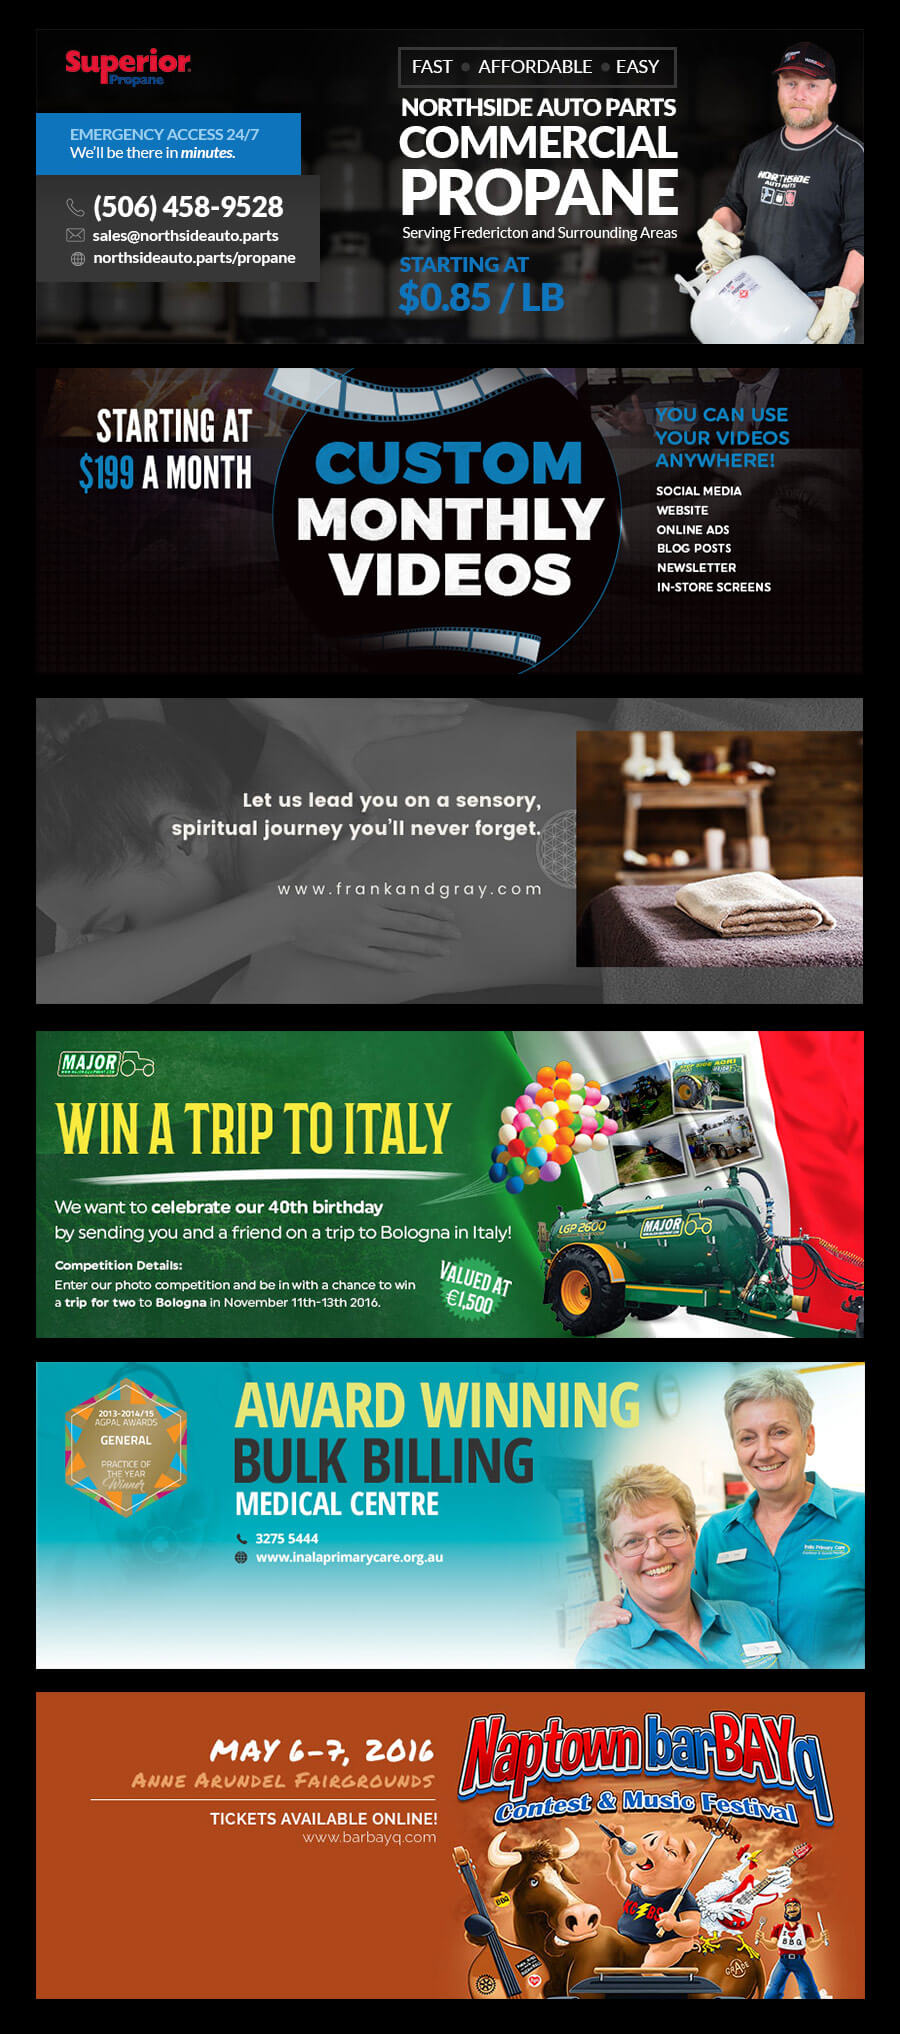 Superior
Propane
EMERGENCY ACCESS 24/7
We'll be there in minutes.
(506) 458-9528
sales@northsideauto.parts
northsideauto.parts/propane
FAST • AFFORDABLE • EASY
NORTHSIDE AUTO PARTS
COMMERCIAL
PROPANE
Serving Fredericton and Surrounding Areas
STARTING AT
$0.85 / LB
NORTHSIDE
AUTO PARTS
STARTING AT
$199 A MONTH
CUSTOM
MONTHLY
VIDEOS
YOU CAN USE
YOUR VIDEOS
ANYWHERE!
SOCIAL MEDIA
WEBSITE
ONLINE ADS
BLOG POSTS
NEWSLETTER
IN-STORE SCREENS
Let us lead you on a sensory,
spiritual journey you'll never forget.
www.frankandgray.com
MAJOR
WIN A TRIP TO ITALY
We want to celebrate our 40th birthday
by sending you and a friend on a trip to Bologna in Italy!
Competition Details:
Enter our photo competition and be in with a chance to win
a trip for two to Bologna in November 11th-13th 2016.
VALUED AT
€1,500
LGP 2600
MAJOR
2013-2014/15
AGPAL AWARDS
GENERAL
PRACTICE OF
THE YEAR
Winner
AWARD WINNING
BULK BILLING
MEDICAL CENTRE
3275 5444
www.inalaprimarycare.org.au
Inala Primary Care
MAY 6-7, 2016
ANNE ARUNDEL FAIRGROUNDS
TICKETS AVAILABLE ONLINE!
www.barbayq.com
Naptown barBAYq
Contest & Music Festival
KCBS
BBQ
I ♥
BBQ
GRADE
A